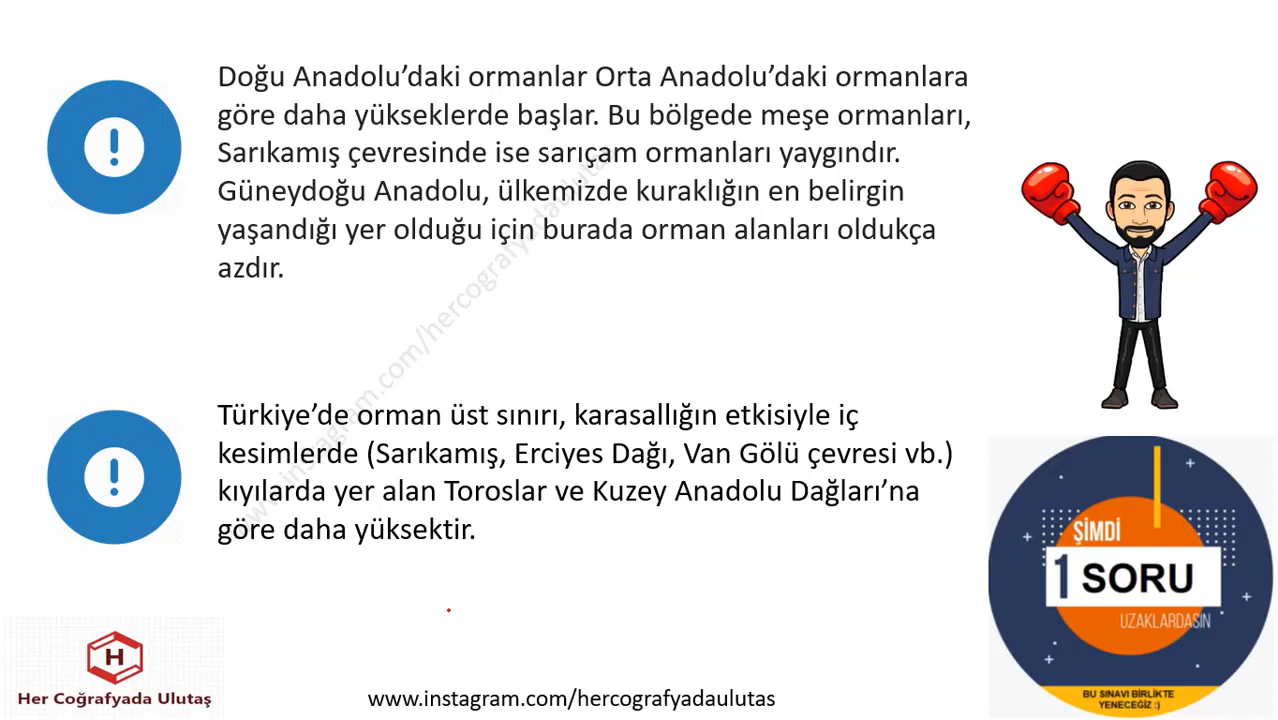 Doğu Anadolu’daki ormanlar Orta Anadolu’daki ormanlara
göre daha yükseklerde başlar. Bu bölgede meşe ormanları,
Sarıkamış çevresinde ise sarıçam ormanları yaygındır.
Güneydoğu Anadolu, ülkemizde kuraklığın en belirgin
yaşandığı yer olduğu için burada orman alanları oldukça
azdır.
www.instagram.com/hercografyadaulutas
Türkiye’de orman üst sınırı, karasallığın etkisiyle iç
kesimlerde (Sarıkamış, Erciyes Dağı, Van Gölü çevresi vb.)
kıyılarda yer alan Toroslar ve Kuzey Anadolu Dağları’na
göre daha yüksektir.
ŞİMDİ
1 SORU
UZAKLARDASIN
BU SINAVI BİRLİKTE
YENECEĞİZ :)
H
Her Coğrafyada Ulutaş
www.instagram.com/hercografyadaulutas